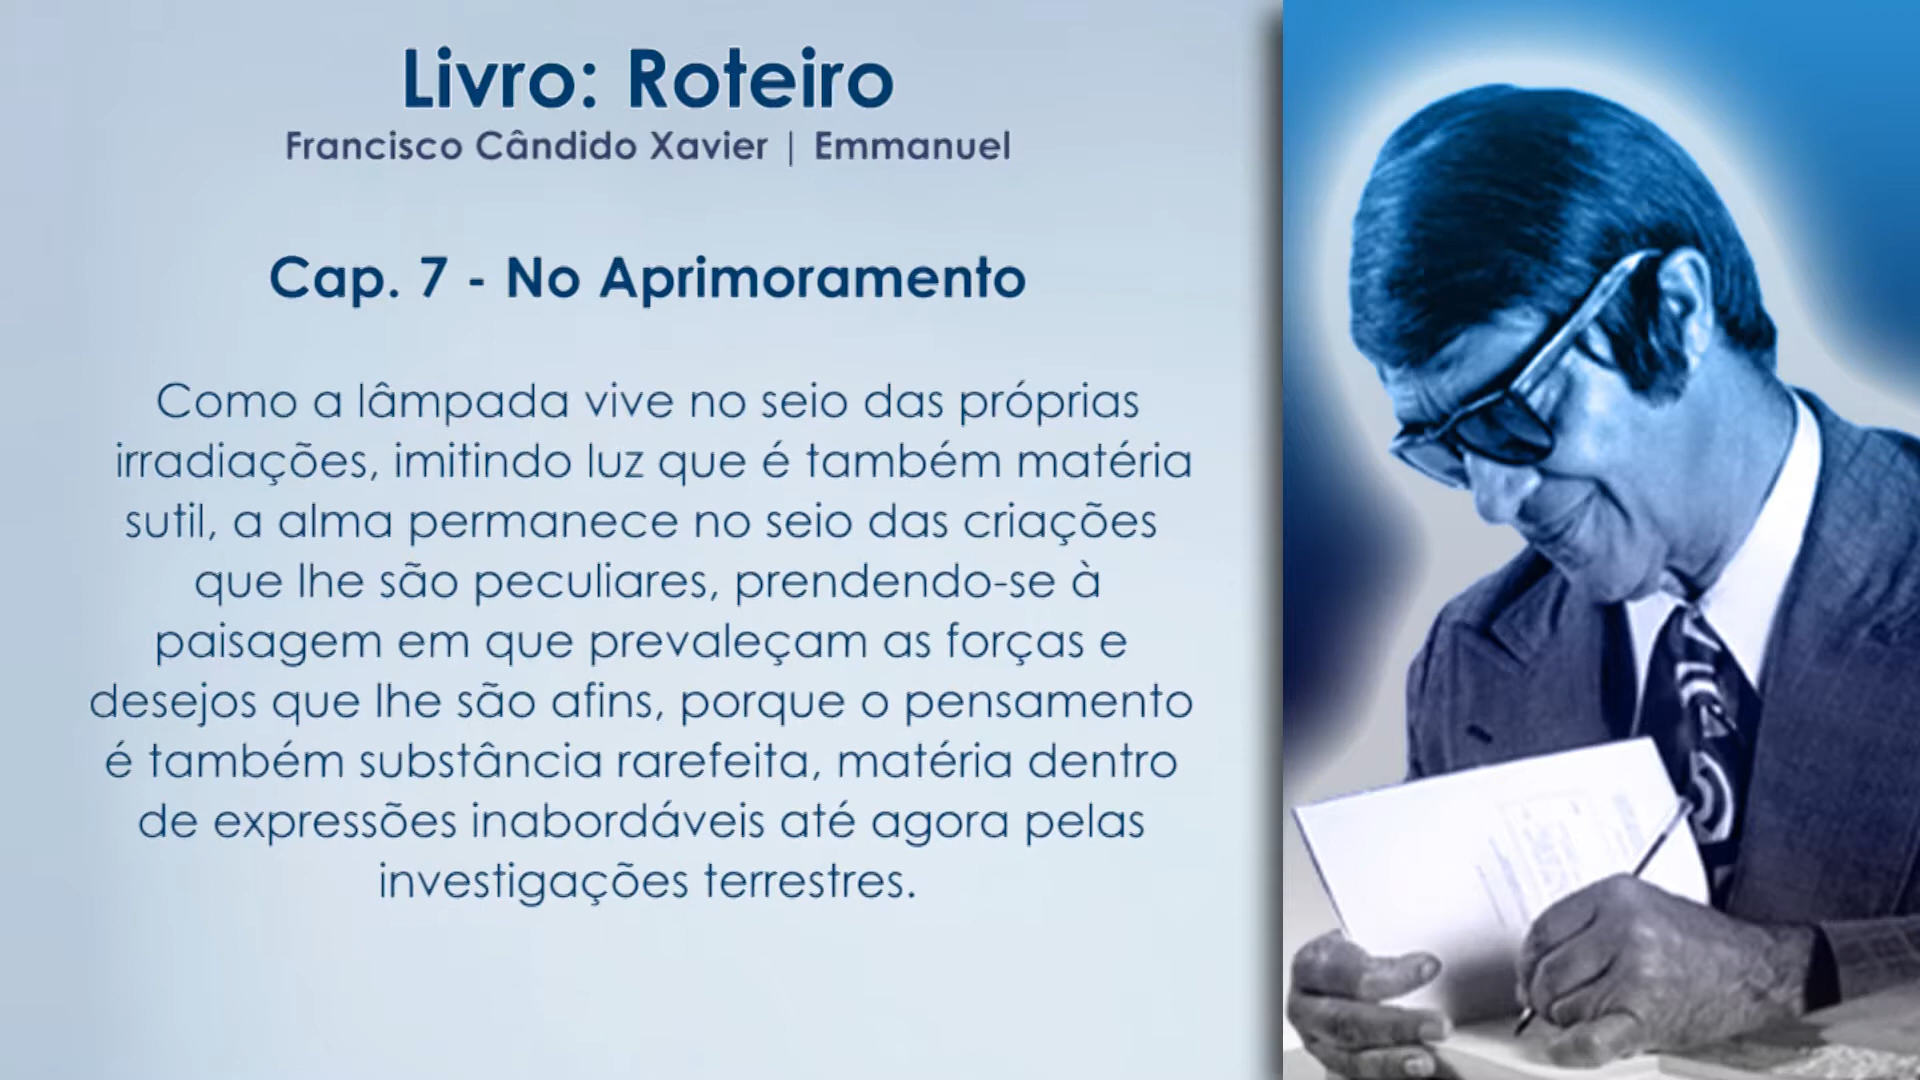 Livro: Roteiro
Francisco Cândido Xavier | Emmanuel
Cap. 7 - No Aprimoramento
Como a lâmpada vive no seio das próprias
irradiações, imitindo luz que é também matéria
sutil, a alma permanece no seio das criações
que lhe são peculiares, prendendo-se à
paisagem em que prevaleçam as forças e
desejos que lhe são afins, porque o pensamento
é também substância rarefeita, matéria dentro
de expressões inabordáveis até agora pelas
investigações terrestres.